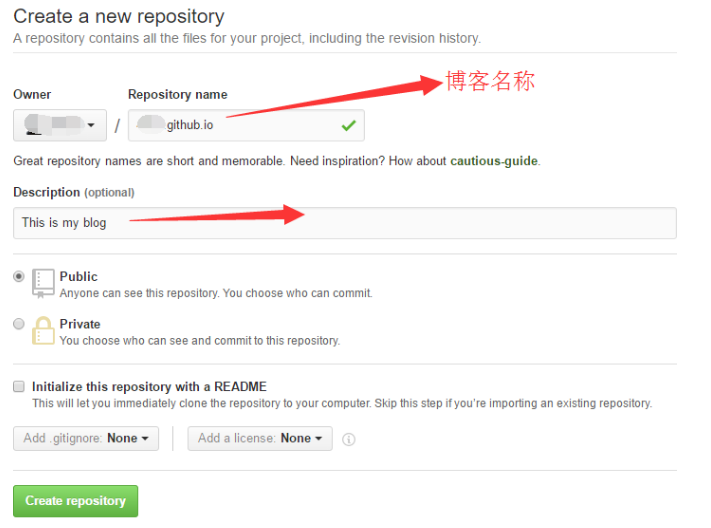 Create a new repository
A repository contains all the files for your project, including the revision history.
博客名称
Owner Repository name
/ github.io
Great repository names are short and memorable. Need inspiration? How about cautious-guide.
Description (optional)
This is my blog
Public
Anyone can see this repository. You choose who can commit.
Private
You choose who can see and commit to this repository.
Initialize this repository with a README
This will let you immediately clone the repository to your computer. Skip this step if you're importing an existing repository.
Add .gitignore: None Add a license: None
Create repository